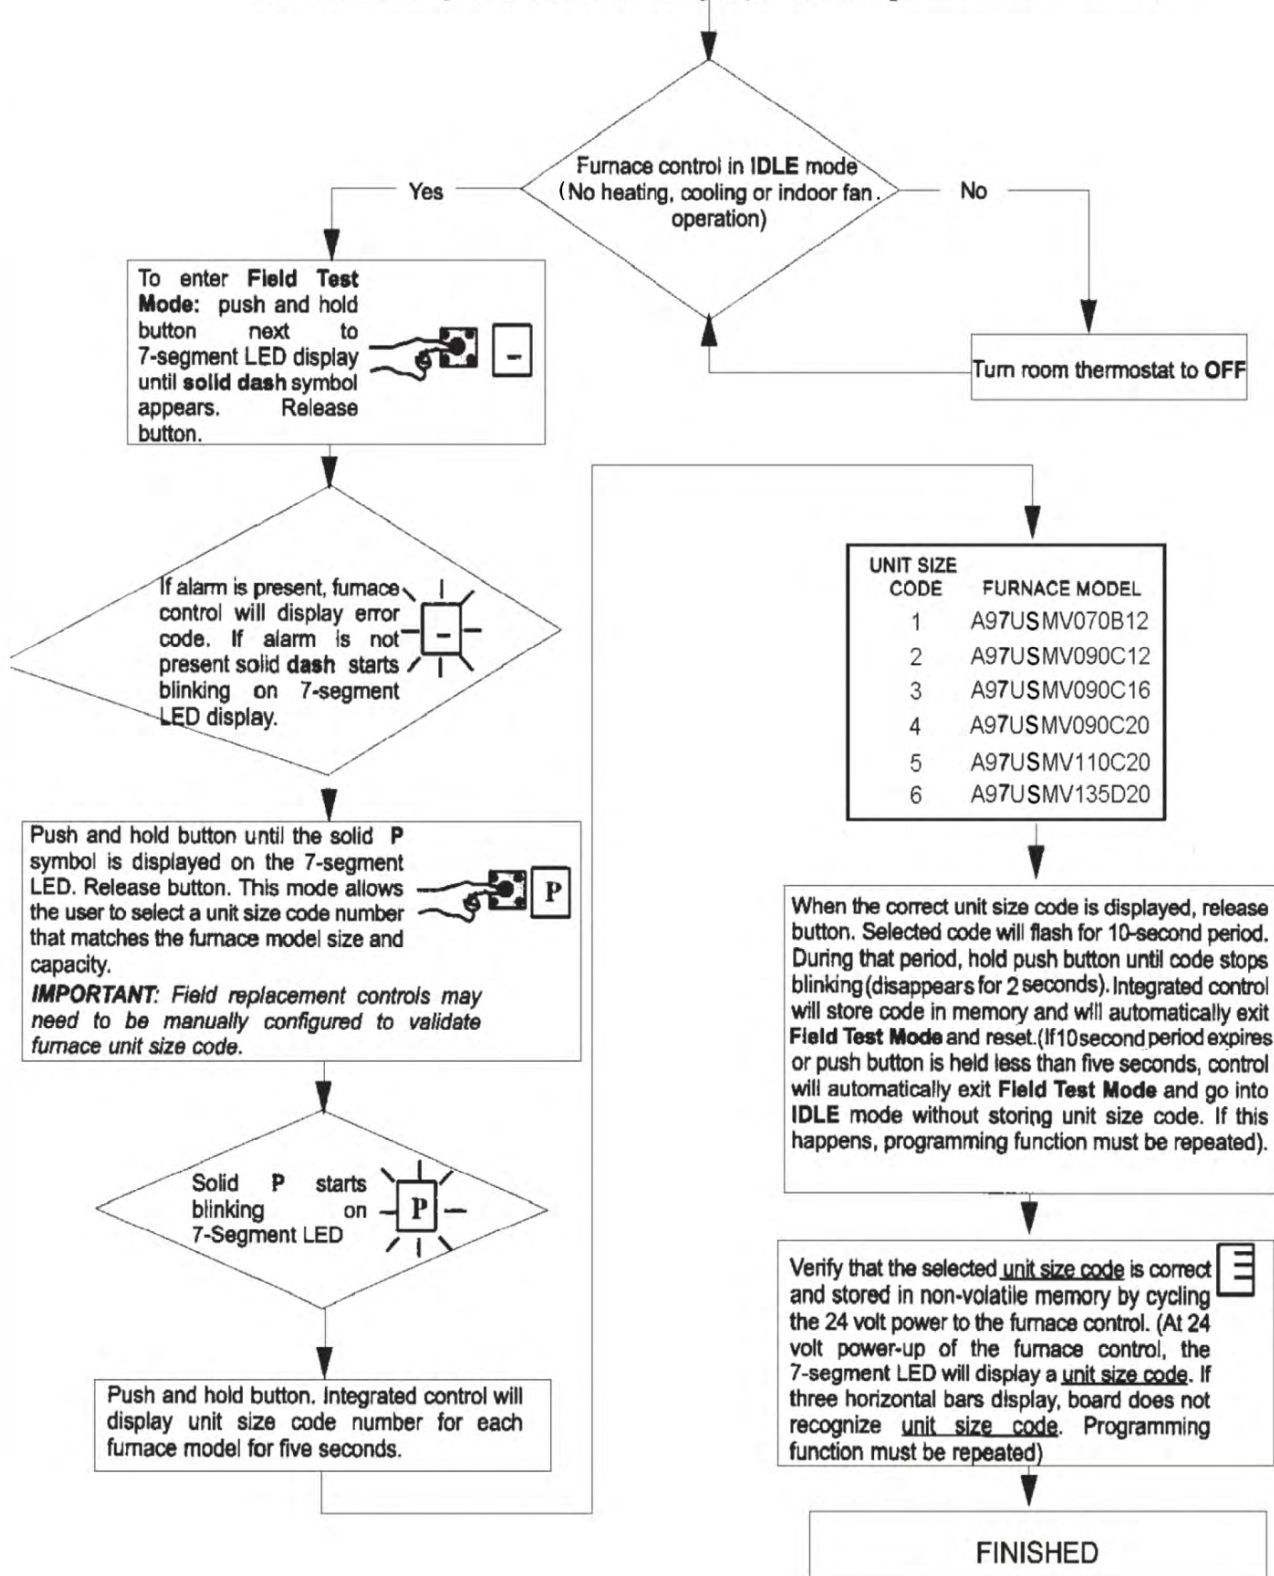 Furnace control in IDLE mode
(No heating, cooling or indoor fan.
operation)
Yes
No
To enter Field Test
Mode: push and hold
button next to
7-segment LED display
until solid dash symbol
appears. Release
button.
-
Turn room thermostat to OFF
If alarm is present, furnace
control will display error
code. If alarm is not
present solid dash starts
blinking on 7-segment
LED display.
-
Push and hold button until the solid P
symbol is displayed on the 7-segment
LED. Release button. This mode allows
the user to select a unit size code number
that matches the furnace model size and
capacity.
IMPORTANT: Field replacement controls may
need to be manually configured to validate
furnace unit size code.
P
Solid P starts
blinking on
7-Segment LED
P
Push and hold button. Integrated control will
display unit size code number for each
furnace model for five seconds.
UNIT SIZE
CODE FURNACE MODEL
1 A97USMV070B12
2 A97USMV090C12
3 A97USMV090C16
4 A97USMV090C20
5 A97USMV110C20
6 A97USMV135D20
When the correct unit size code is displayed, release
button. Selected code will flash for 10-second period.
During that period, hold push button until code stops
blinking (disappears for 2 seconds). Integrated control
will store code in memory and will automatically exit
Field Test Mode and reset.(If 10 second period expires
or push button is held less than five seconds, control
will automatically exit Field Test Mode and go into
IDLE mode without storing unit size code. If this
happens, programming function must be repeated).
Verify that the selected unit size code is correct
and stored in non-volatile memory by cycling
the 24 volt power to the furnace control. (At 24
volt power-up of the furnace control, the
7-segment LED will display a unit size code. If
three horizontal bars display, board does not
recognize unit size code. Programming
function must be repeated)
FINISHED